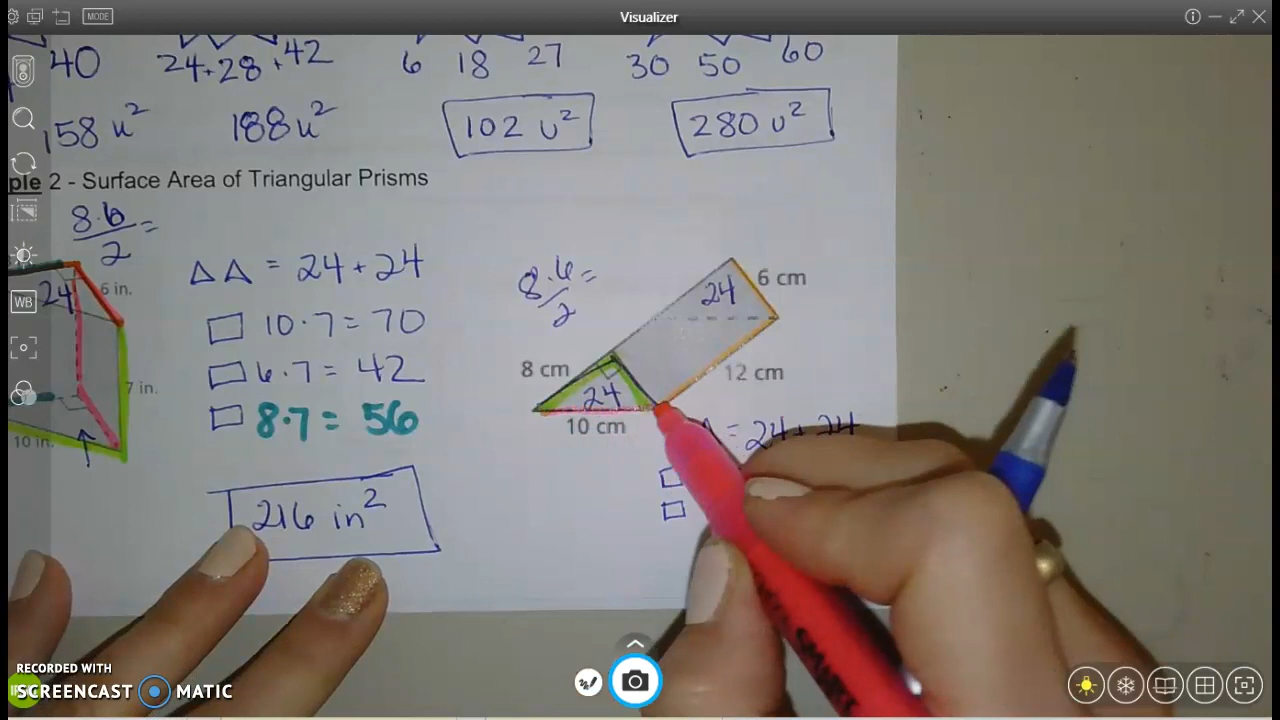 Visualizer
MODE
40 24+28+42 6 18 27 30 50 60
158 u² 188u² 102 u² 280 u²
ple 2 - Surface Area of Triangular Prisms
8·6/2 =
△△ = 24+24
□ 10·7=70
□ 6·7=42
□ 8·7= 56
216 in²
24
6 in.
7 in.
10 in.
8·6/2 =
24
6 cm
8 cm
24
12 cm
10 cm
= 24+24
□
□
WB
RECORDED WITH
SCREENCAST MATIC